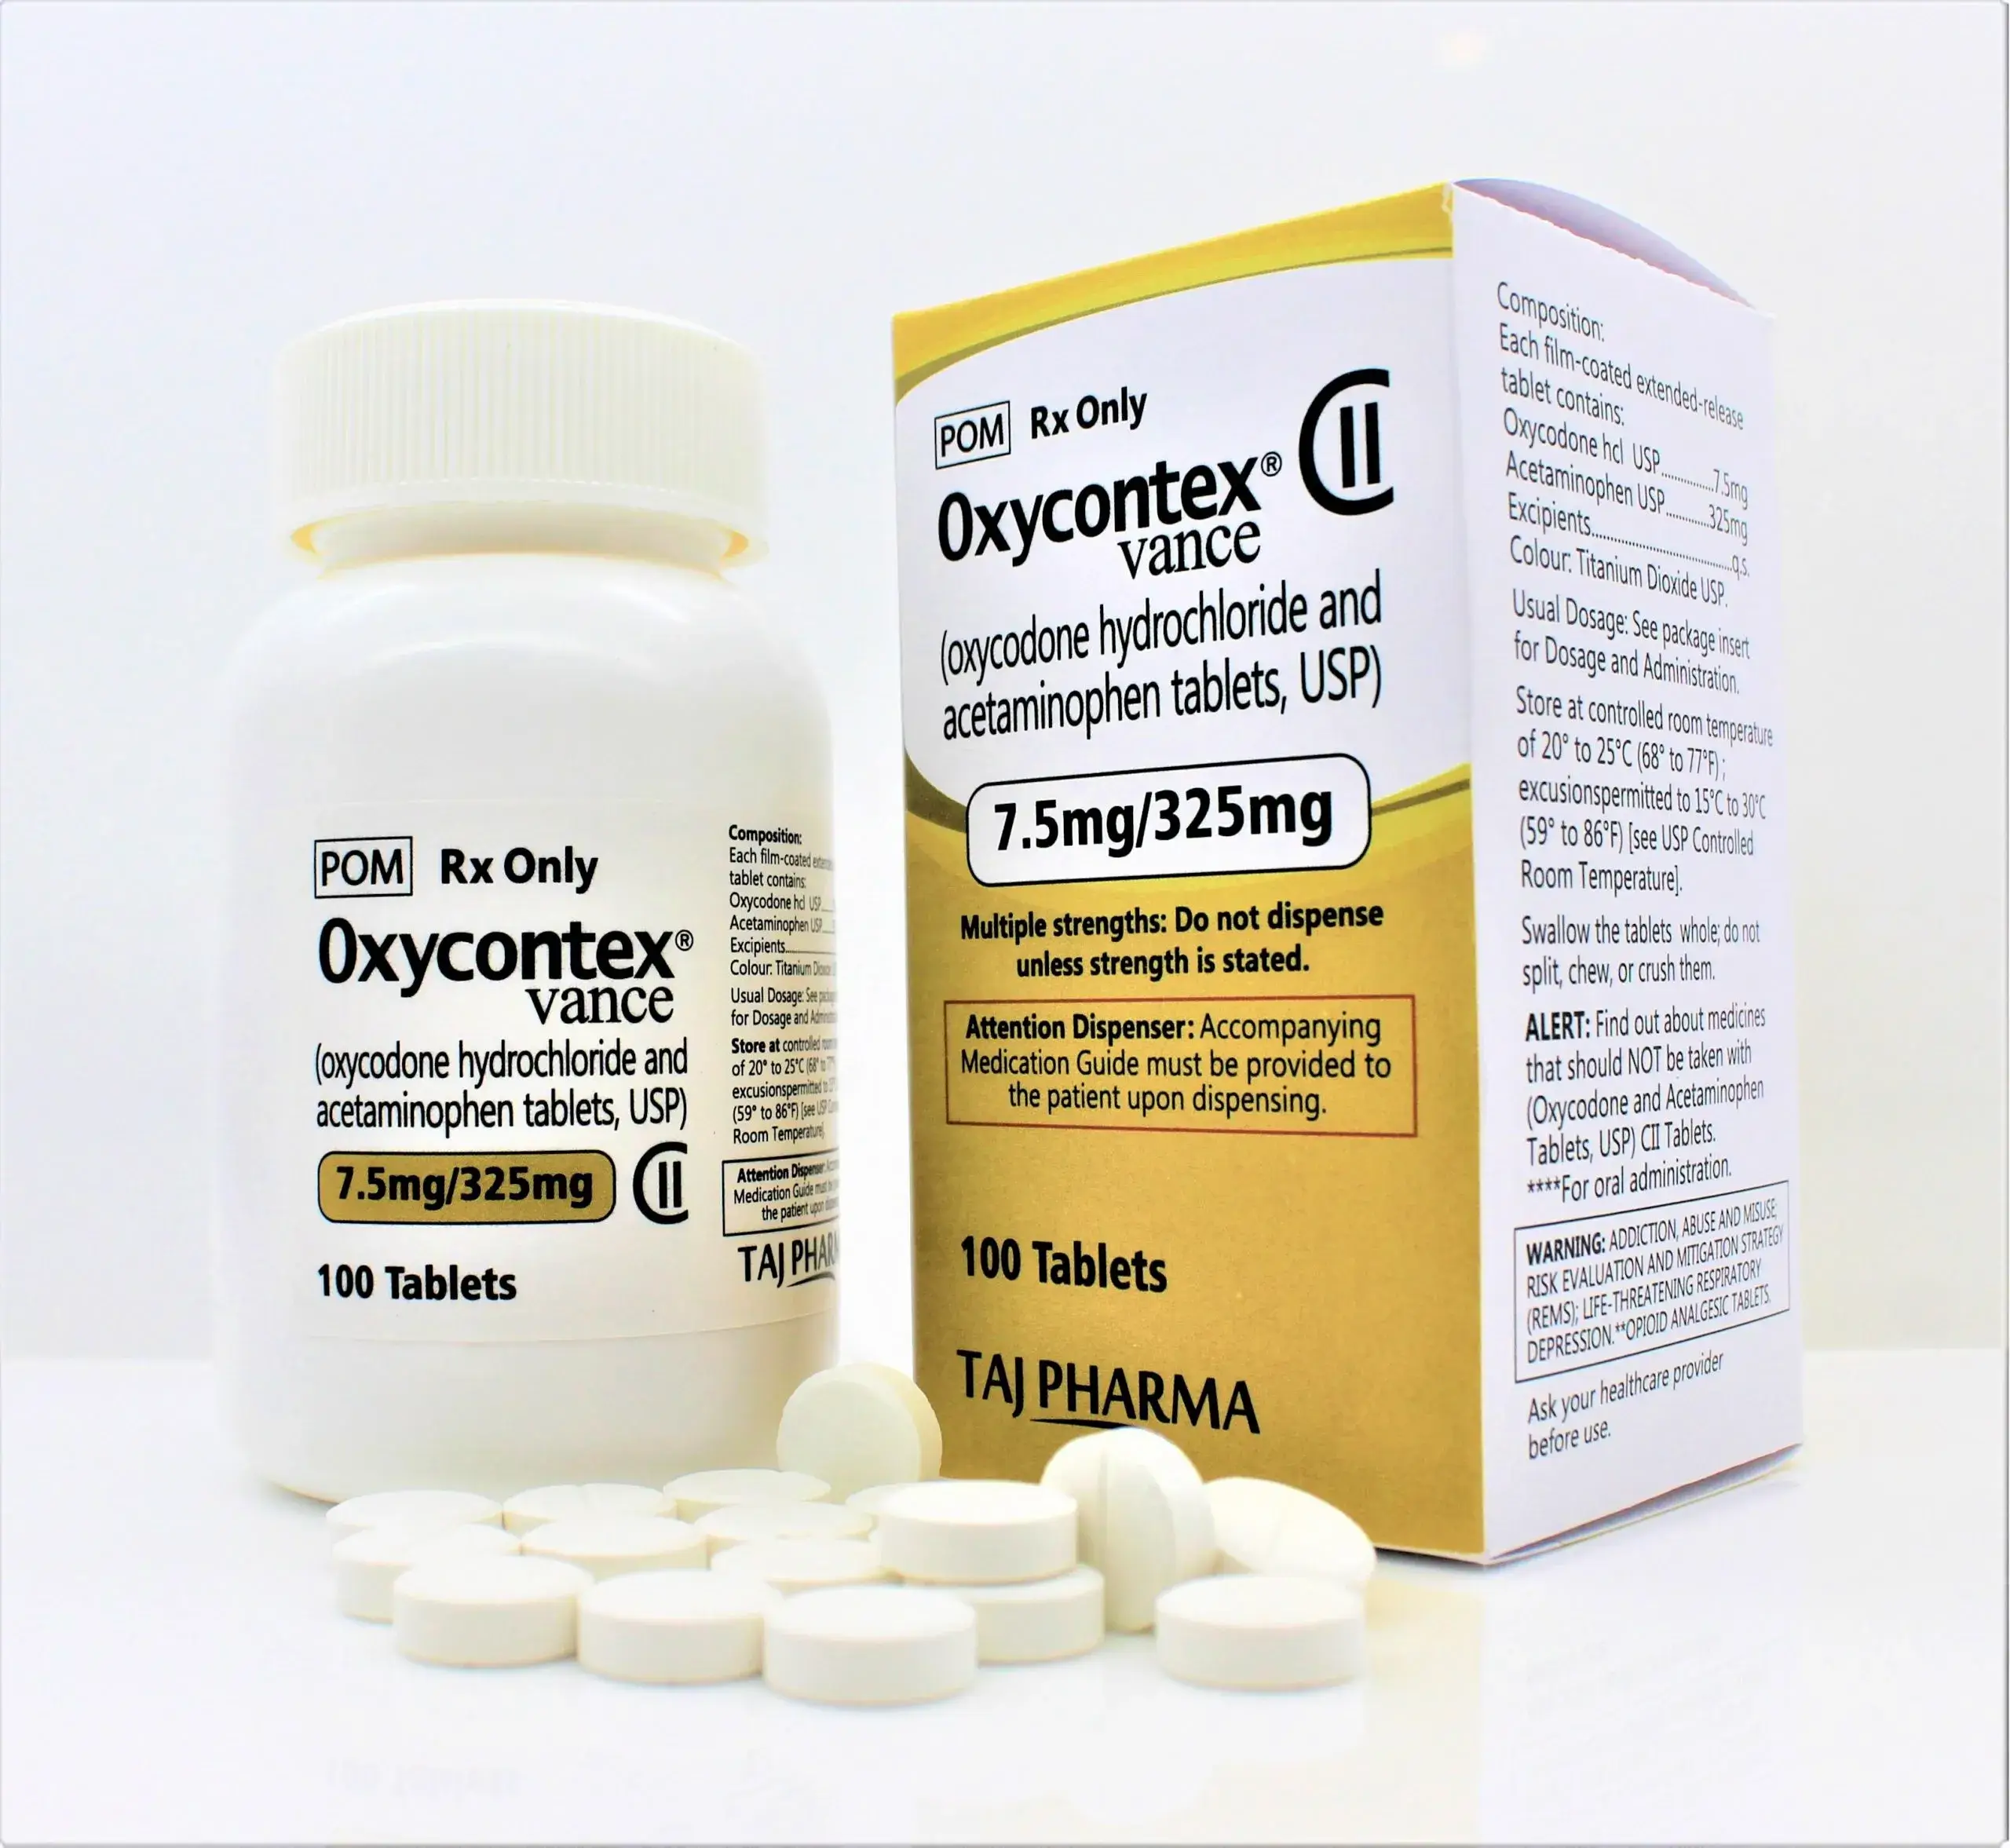 POM Rx Only
Oxycontex®
vance
(oxycodone hydrochloride and
acetaminophen tablets, USP)
7.5mg/325mg CII
100 Tablets
Composition:
Each film-coated
tablet contains:
Oxycodone hcl USP
Acetaminophen USP
Excipients
Colour: Titanium
Usual Dosage: See
for Dosage and
Store at controlled
of 20° to 25°C (68° to
excusionspermitted to
(59° to 86°F) [see USP
Room Temperature]
Attention Dispenser:
Medication Guide must
the patient upon
TAJ PHAR
POM Rx Only
Oxycontex® CII
vance
(oxycodone hydrochloride and
acetaminophen tablets, USP)
7.5mg/325mg
Multiple strengths: Do not dispense
unless strength is stated.
Attention Dispenser: Accompanying
Medication Guide must be provided to
the patient upon dispensing.
100 Tablets
TAJ PHARMA
Composition:
Each film-coated extended-release
tablet contains:
Oxycodone hcl USP..............7.5mg
Acetaminophen USP............325mg
Excipients.......................................q.s.
Colour: Titanium Dioxide USP.
Usual Dosage: See package insert
for Dosage and Administration.
Store at controlled room temperature
of 20° to 25°C (68° to 77°F) ;
excusionspermitted to 15°C to 30°C
(59° to 86°F) [see USP Controlled
Room Temperature].
Swallow the tablets whole; do not
split, chew, or crush them.
ALERT: Find out about medicines
that should NOT be taken with
(Oxycodone and Acetaminophen
Tablets, USP) CII Tablets.
****For oral administration.
WARNING: ADDICTION, ABUSE AND MISUSE;
RISK EVALUATION AND MITIGATION STRATEGY
(REMS); LIFE-THREATENING RESPIRATORY
DEPRESSION.**OPIOID ANALGESIC TABLETS.
Ask your healthcare provider
before use.